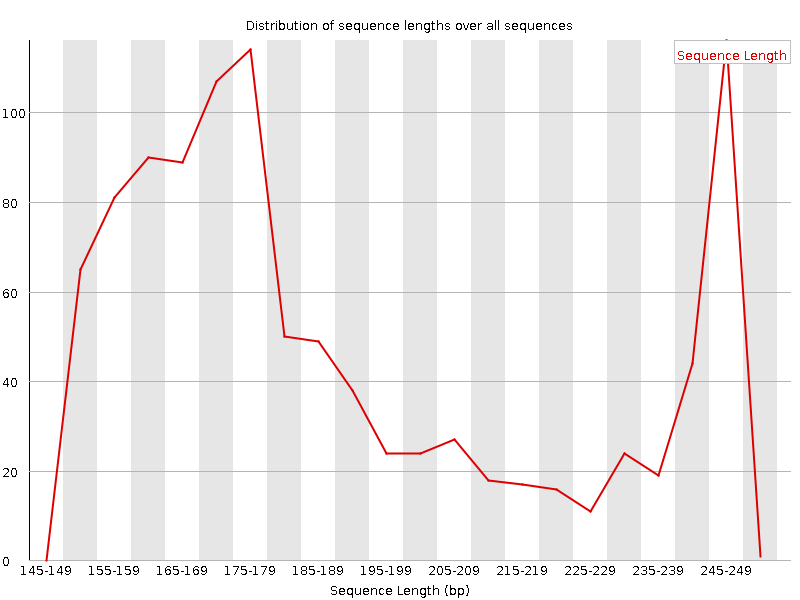 Distribution of sequence lengths over all sequences
Sequence Length
100
80
60
40
20
0
145-149 155-159 165-169 175-179 185-189 195-199 205-209 215-219 225-229 235-239 245-249
Sequence Length (bp)